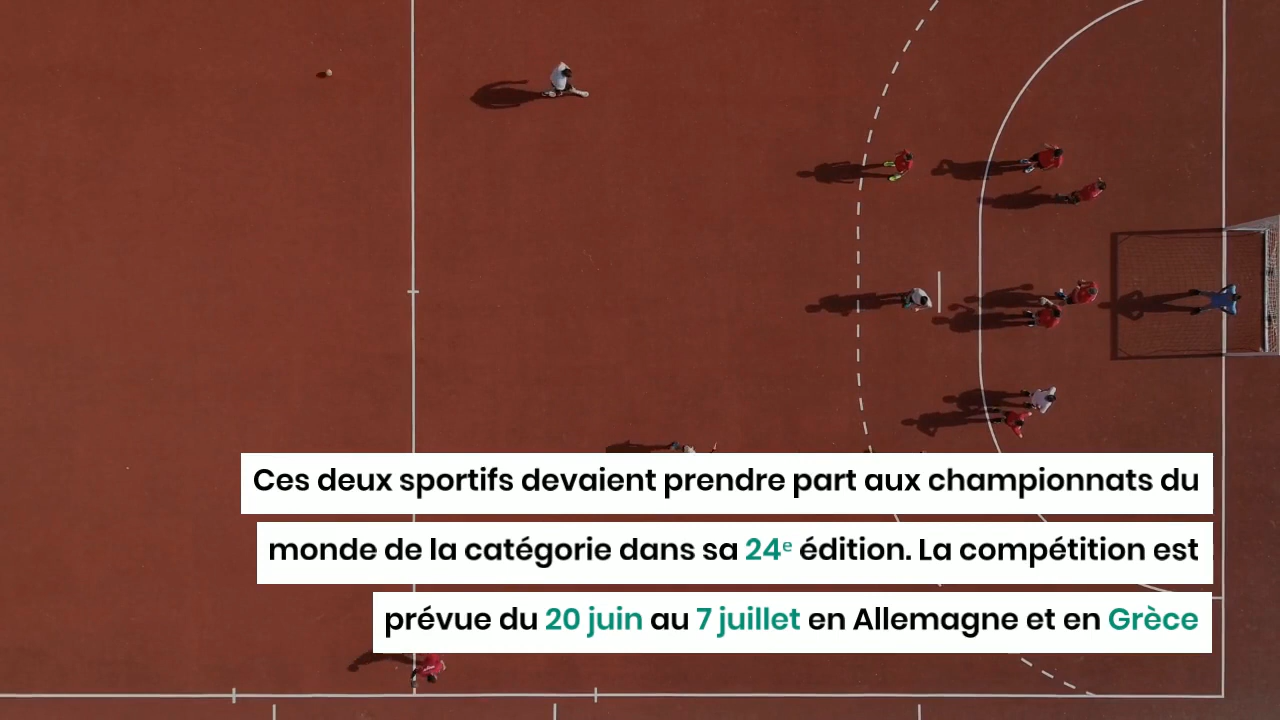 Ces deux sportifs devaient prendre part aux championnats du
monde de la catégorie dans sa 24ᵉ édition. La compétition est
prévue du 20 juin au 7 juillet en Allemagne et en Grèce